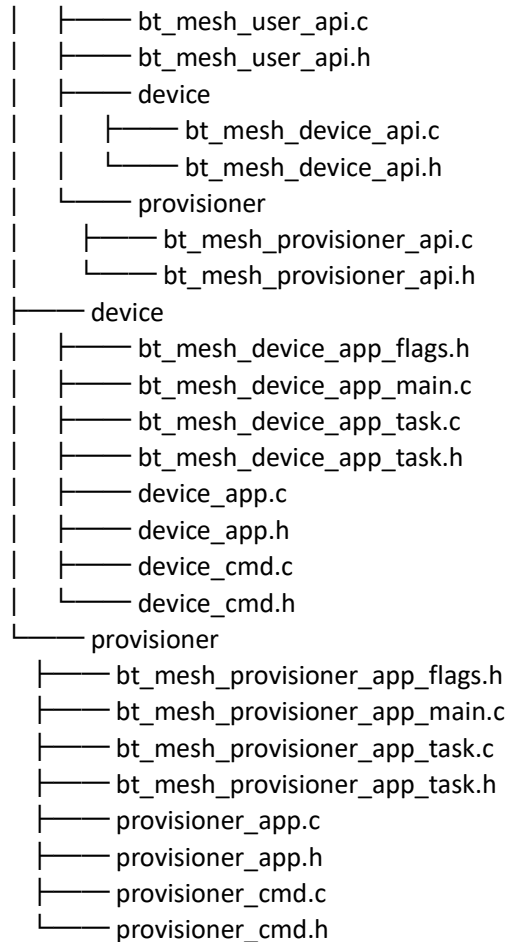 bt_mesh_user_api.c
bt_mesh_user_api.h
device
bt_mesh_device_api.c
bt_mesh_device_api.h
provisioner
bt_mesh_provisioner_api.c
bt_mesh_provisioner_api.h
device
bt_mesh_device_app_flags.h
bt_mesh_device_app_main.c
bt_mesh_device_app_task.c
bt_mesh_device_app_task.h
device_app.c
device_app.h
device_cmd.c
device_cmd.h
provisioner
bt_mesh_provisioner_app_flags.h
bt_mesh_provisioner_app_main.c
bt_mesh_provisioner_app_task.c
bt_mesh_provisioner_app_task.h
provisioner_app.c
provisioner_app.h
provisioner_cmd.c
provisioner_cmd.h